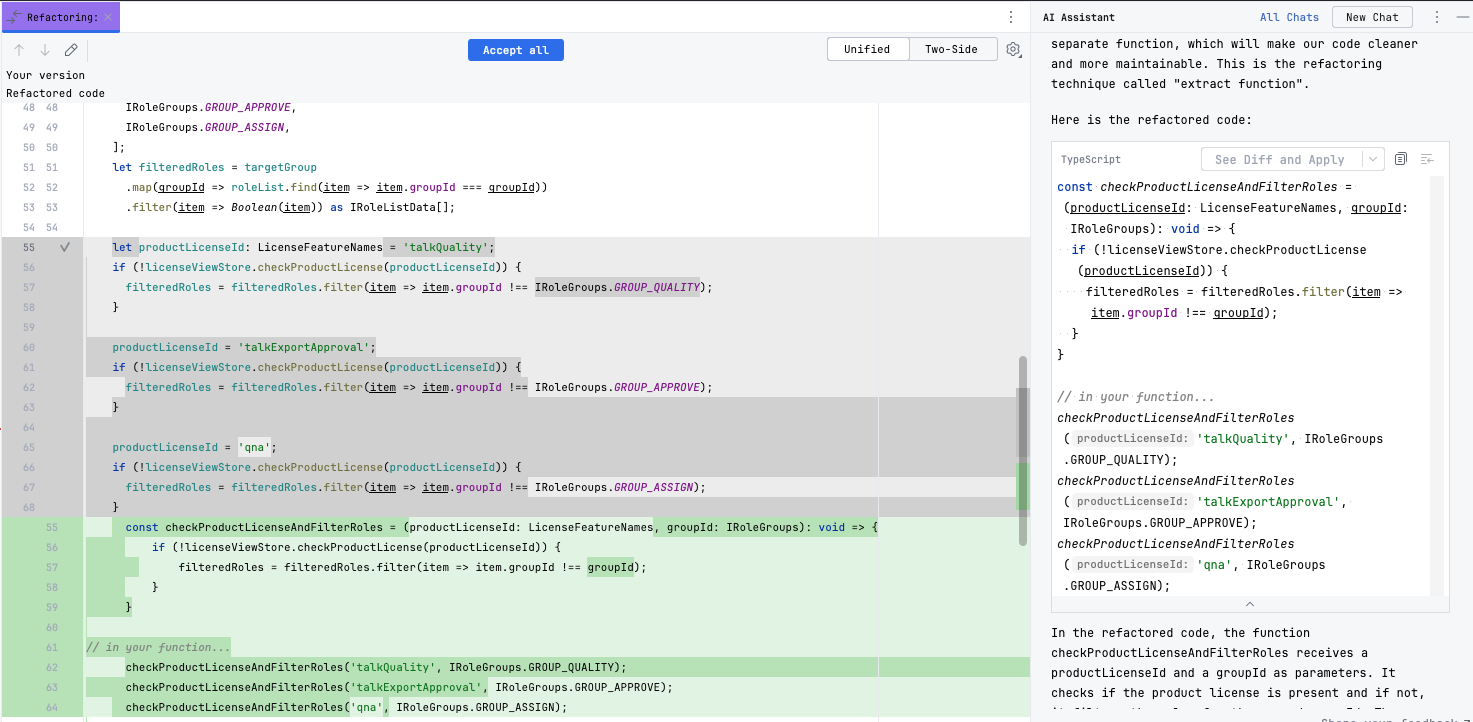 Refactoring:
Accept all
Unified
Two-Side
Your version
Refactored code
48 48 IRoleGroups.GROUP_APPROVE,
49 49 IRoleGroups.GROUP_ASSIGN,
50 50 ];
51 51 let filteredRoles = targetGroup
52 52 .map(groupId => roleList.find(item => item.groupId === groupId))
53 53 .filter(item => Boolean(item)) as IRoleListData[];
54 54
55 let productLicenseId: LicenseFeatureNames = 'talkQuality';
56 if (!licenseViewStore.checkProductLicense(productLicenseId)) {
57 filteredRoles = filteredRoles.filter(item => item.groupId !== IRoleGroups.GROUP_QUALITY);
58 }
59
60 productLicenseId = 'talkExportApproval';
61 if (!licenseViewStore.checkProductLicense(productLicenseId)) {
62 filteredRoles = filteredRoles.filter(item => item.groupId !== IRoleGroups.GROUP_APPROVE);
63 }
64
65 productLicenseId = 'qna';
66 if (!licenseViewStore.checkProductLicense(productLicenseId)) {
67 filteredRoles = filteredRoles.filter(item => item.groupId !== IRoleGroups.GROUP_ASSIGN);
68 }
55 const checkProductLicenseAndFilterRoles = (productLicenseId: LicenseFeatureNames, groupId: IRoleGroups): void => {
56 if (!licenseViewStore.checkProductLicense(productLicenseId)) {
57 filteredRoles = filteredRoles.filter(item => item.groupId !== groupId);
58 }
59 }
60
61 // in your function...
62 checkProductLicenseAndFilterRoles('talkQuality', IRoleGroups.GROUP_QUALITY);
63 checkProductLicenseAndFilterRoles('talkExportApproval', IRoleGroups.GROUP_APPROVE);
64 checkProductLicenseAndFilterRoles('qna', IRoleGroups.GROUP_ASSIGN);
AI Assistant
All Chats
New Chat
separate function, which will make our code cleaner
and more maintainable. This is the refactoring
technique called "extract function".
Here is the refactored code:
TypeScript
See Diff and Apply
const checkProductLicenseAndFilterRoles =
(productLicenseId: LicenseFeatureNames, groupId:
IRoleGroups): void => {
if (!licenseViewStore.checkProductLicense
(productLicenseId)) {
filteredRoles = filteredRoles.filter(item =>
item.groupId !== groupId);
}
}
// in your function...
checkProductLicenseAndFilterRoles
(productLicenseId: 'talkQuality', IRoleGroups
.GROUP_QUALITY);
checkProductLicenseAndFilterRoles
(productLicenseId: 'talkExportApproval',
IRoleGroups.GROUP_APPROVE);
checkProductLicenseAndFilterRoles
(productLicenseId: 'qna', IRoleGroups
.GROUP_ASSIGN);
In the refactored code, the function
checkProductLicenseAndFilterRoles receives a
productLicenseId and a groupId as parameters. It
checks if the product license is present and if not,